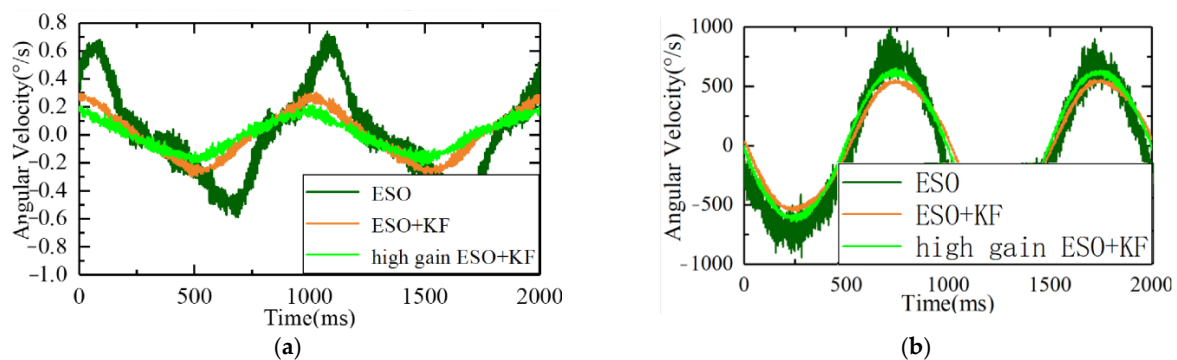 0.8
0.6
0.4
0.2
0.0
-0.2
-0.4
-0.6
-0.8
-1.0
Angular Velocity(°/s)
ESO
ESO+KF
high gain ESO+KF
0
500
1000
1500
2000
Time(ms)
(a)
1000
500
0
-500
-1000
Angular Velocity(°/s)
ESO
ESO+KF
high gain ESO+KF
0
500
1000
1500
2000
Time(ms)
(b)